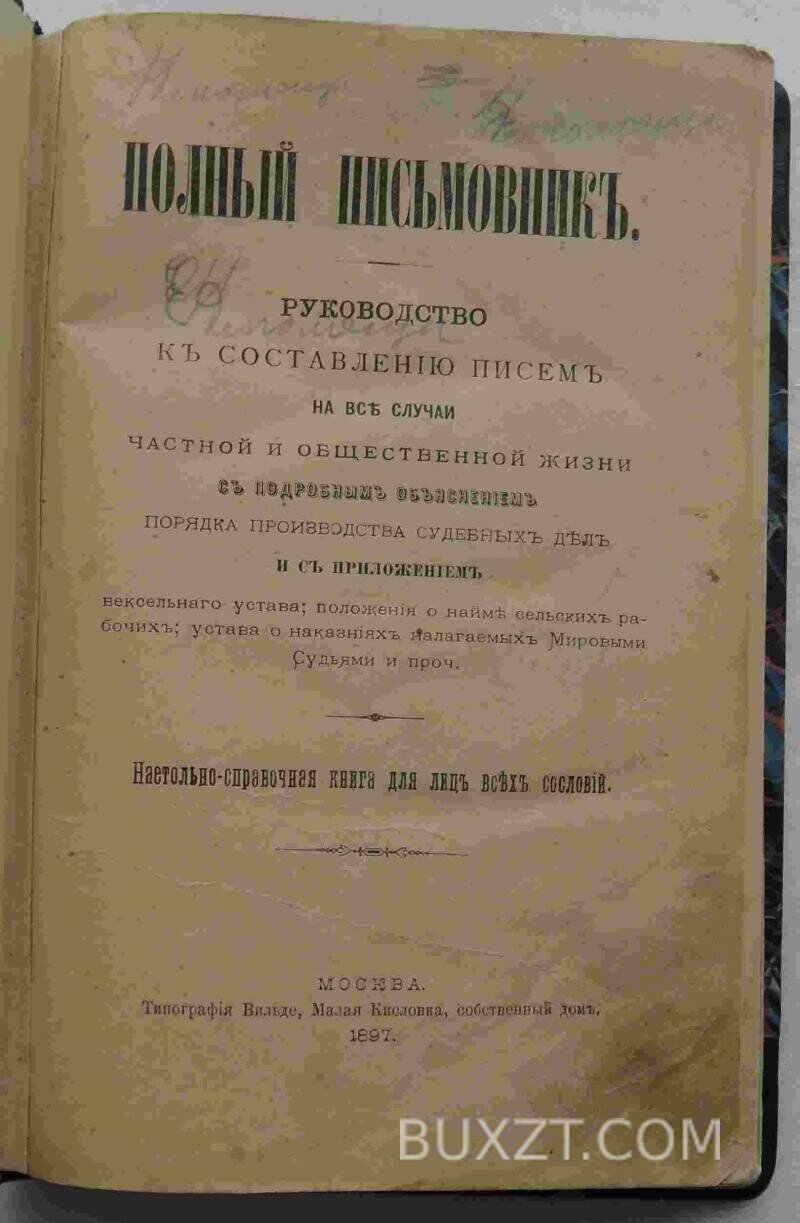 ПОЛНЫЙ ПИСЬМОВНИКЪ.
РУКОВОДСТВО
КЪ СОСТАВЛЕНІЮ ПИСЕМЪ
НА ВСѢ СЛУЧАИ
ЧАСТНОЙ И ОБЩЕСТВЕННОЙ ЖИЗНИ
СЪ ПОДРОБНЫМЪ ОБЪЯСНЕНІЕМЪ
ПОРЯДКА ПРОИЗВОДСТВА СУДЕБНЫХЪ ДѢЛЪ
И СЪ ПРИЛОЖЕНІЕМЪ
вексельнаго устава; положенія о наймѣ сельскихъ ра-
бочихъ; устава о наказніяхъ налагаемыхъ Мировыми
Судьями и проч.
Настольно-справочная книга для лицъ всѣхъ сословій.
МОСКВА.
Типографія Вильде, Малая Кисловка, собственный домъ.
1897.
BUXZT.COM